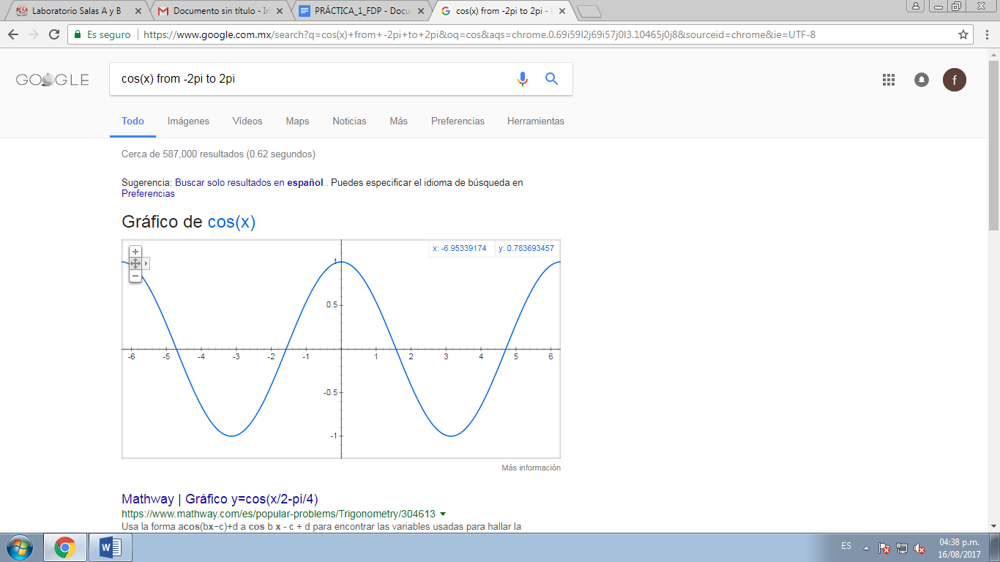 Laboratorio Salas A y B
Documento sin título - In
PRÁCTICA_1_FDP - Docu
cos(x) from -2pi to 2pi -
Es seguro
https://www.google.com.mx/search?q=cos(x)+from+-2pi+to+2pi&oq=cos&aqs=chrome.0.69i59l2j69i57j0l3.10465j0j8&sourceid=chrome&ie=UTF-8
GOOGLE
cos(x) from -2pi to 2pi
f
Todo Imágenes Vídeos Maps Noticias Más Preferencias Herramientas
Cerca de 587,000 resultados (0.62 segundos)
Sugerencia: Buscar solo resultados en español . Puedes especificar el idioma de búsqueda en
Preferencias
Gráfico de cos(x)
x: -6.95339174 y: 0.783693457
1
0.5
-6 -5 -4 -3 -2 -1 1 2 3 4 5 6
-0.5
-1
Más información
Mathway | Gráfico y=cos(x/2-pi/4)
https://www.mathway.com/es/popular-problems/Trigonometry/304613
Usa la forma acos(bx−c)+d a cos b x - c + d para encontrar las variables usadas para hallar la
ES
04:38 p.m.
16/08/2017